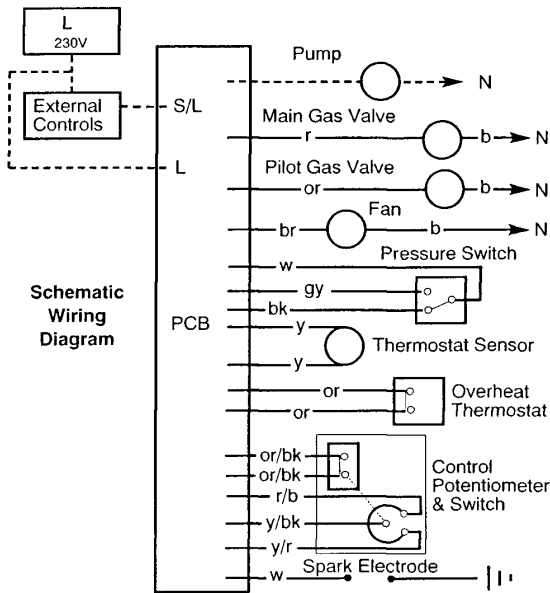 L
230V
External
Controls
S/L
L
Schematic
Wiring
Diagram
PCB
Pump
N
Main Gas Valve
r
b
N
Pilot Gas Valve
or
b
N
Fan
br
b
N
Pressure Switch
w
gy
bk
y
Thermostat Sensor
y
or
Overheat
Thermostat
or
or/bk
or/bk
r/b
y/bk
y/r
Control
Potentiometer
& Switch
Spark Electrode
w